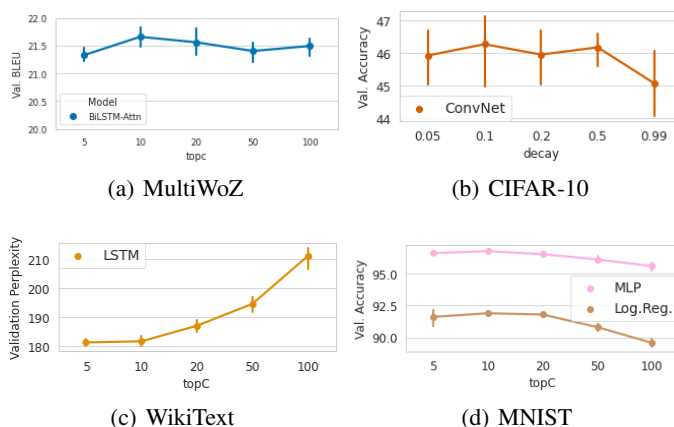 22.0
21.5
21.0
20.5
20.0
Val. BLEU
Model
BiLSTM-Attn
5 10 20 50 100
topc
(a) MultiWoZ
47
46
45
44
Val. Accuracy
ConvNet
0.05 0.1 0.2 0.5 0.99
decay
(b) CIFAR-10
210
200
190
180
Validation Perplexity
LSTM
5 10 20 50 100
topC
(c) WikiText
95.0
92.5
90.0
Val. Accuracy
MLP
Log.Reg.
5 10 20 50 100
topC
(d) MNIST